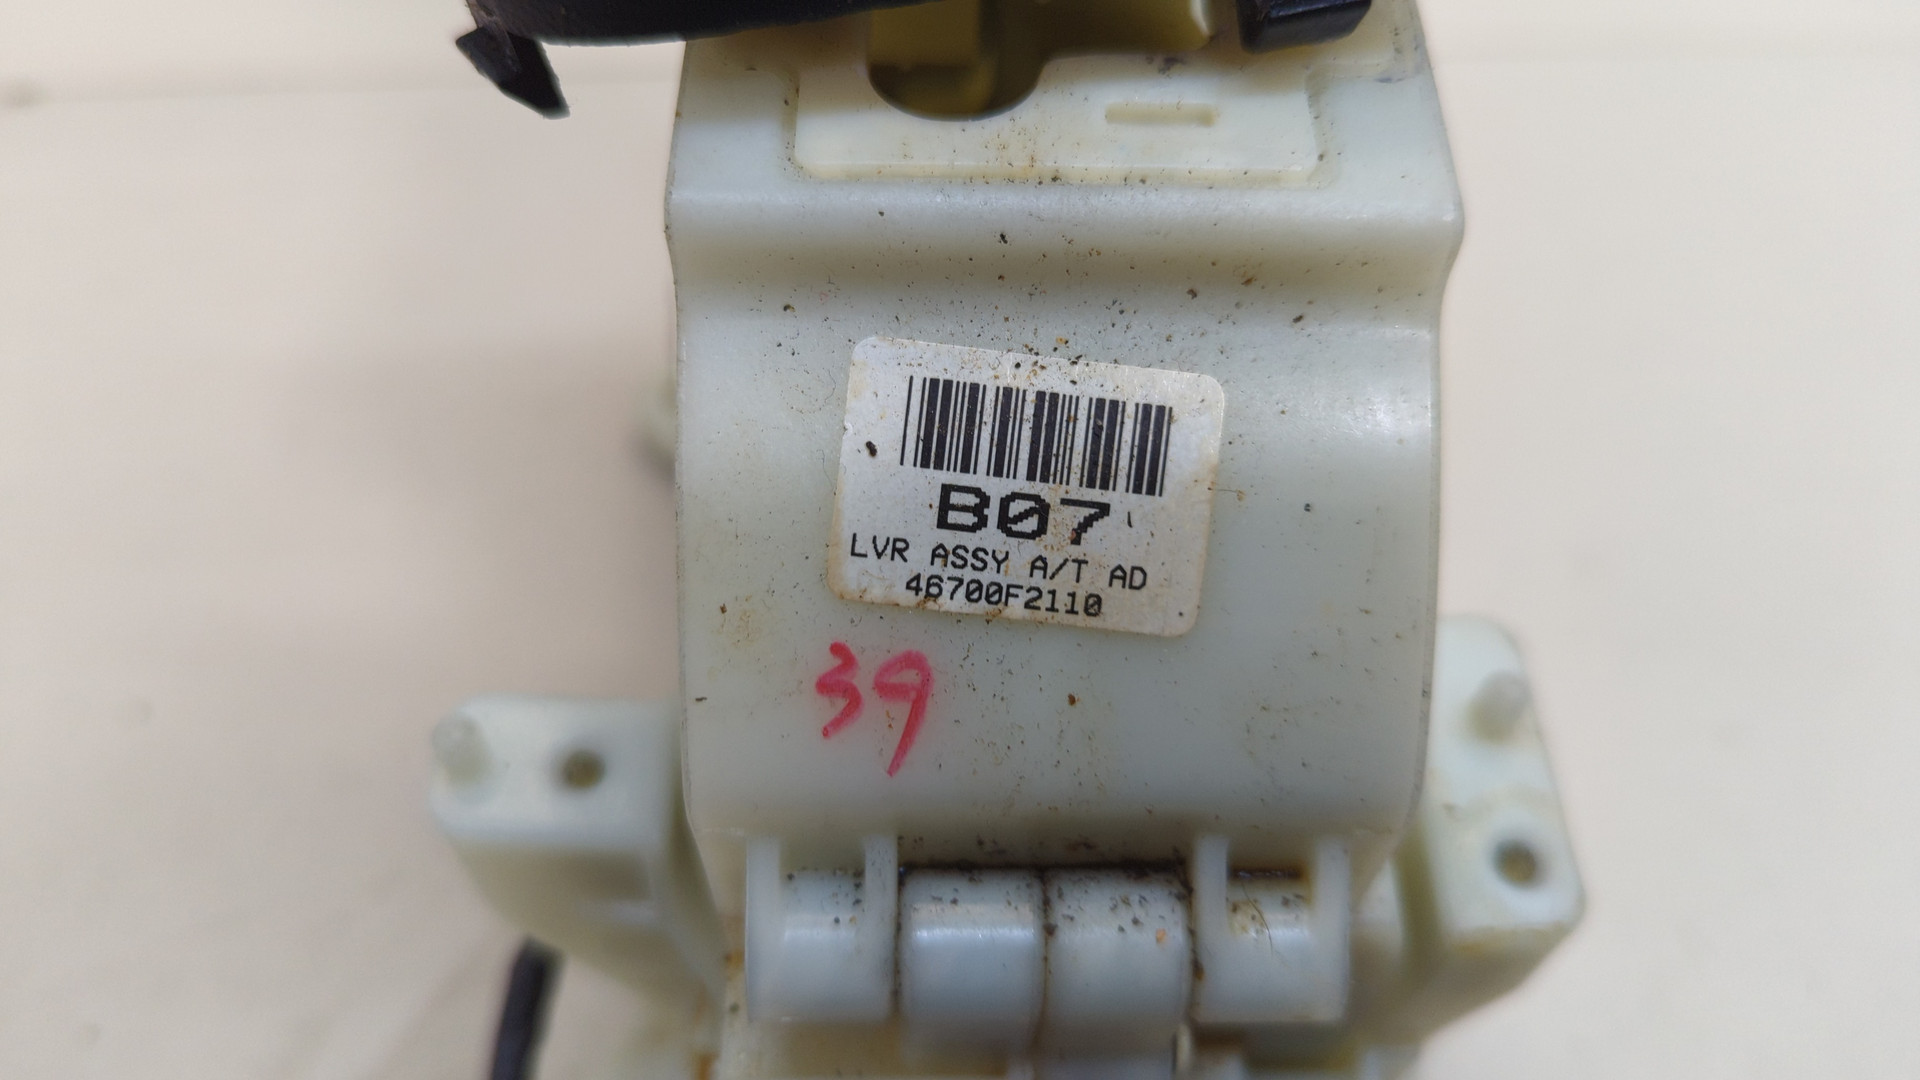 B07
LVR ASSY A/T AD
46700F2110
39